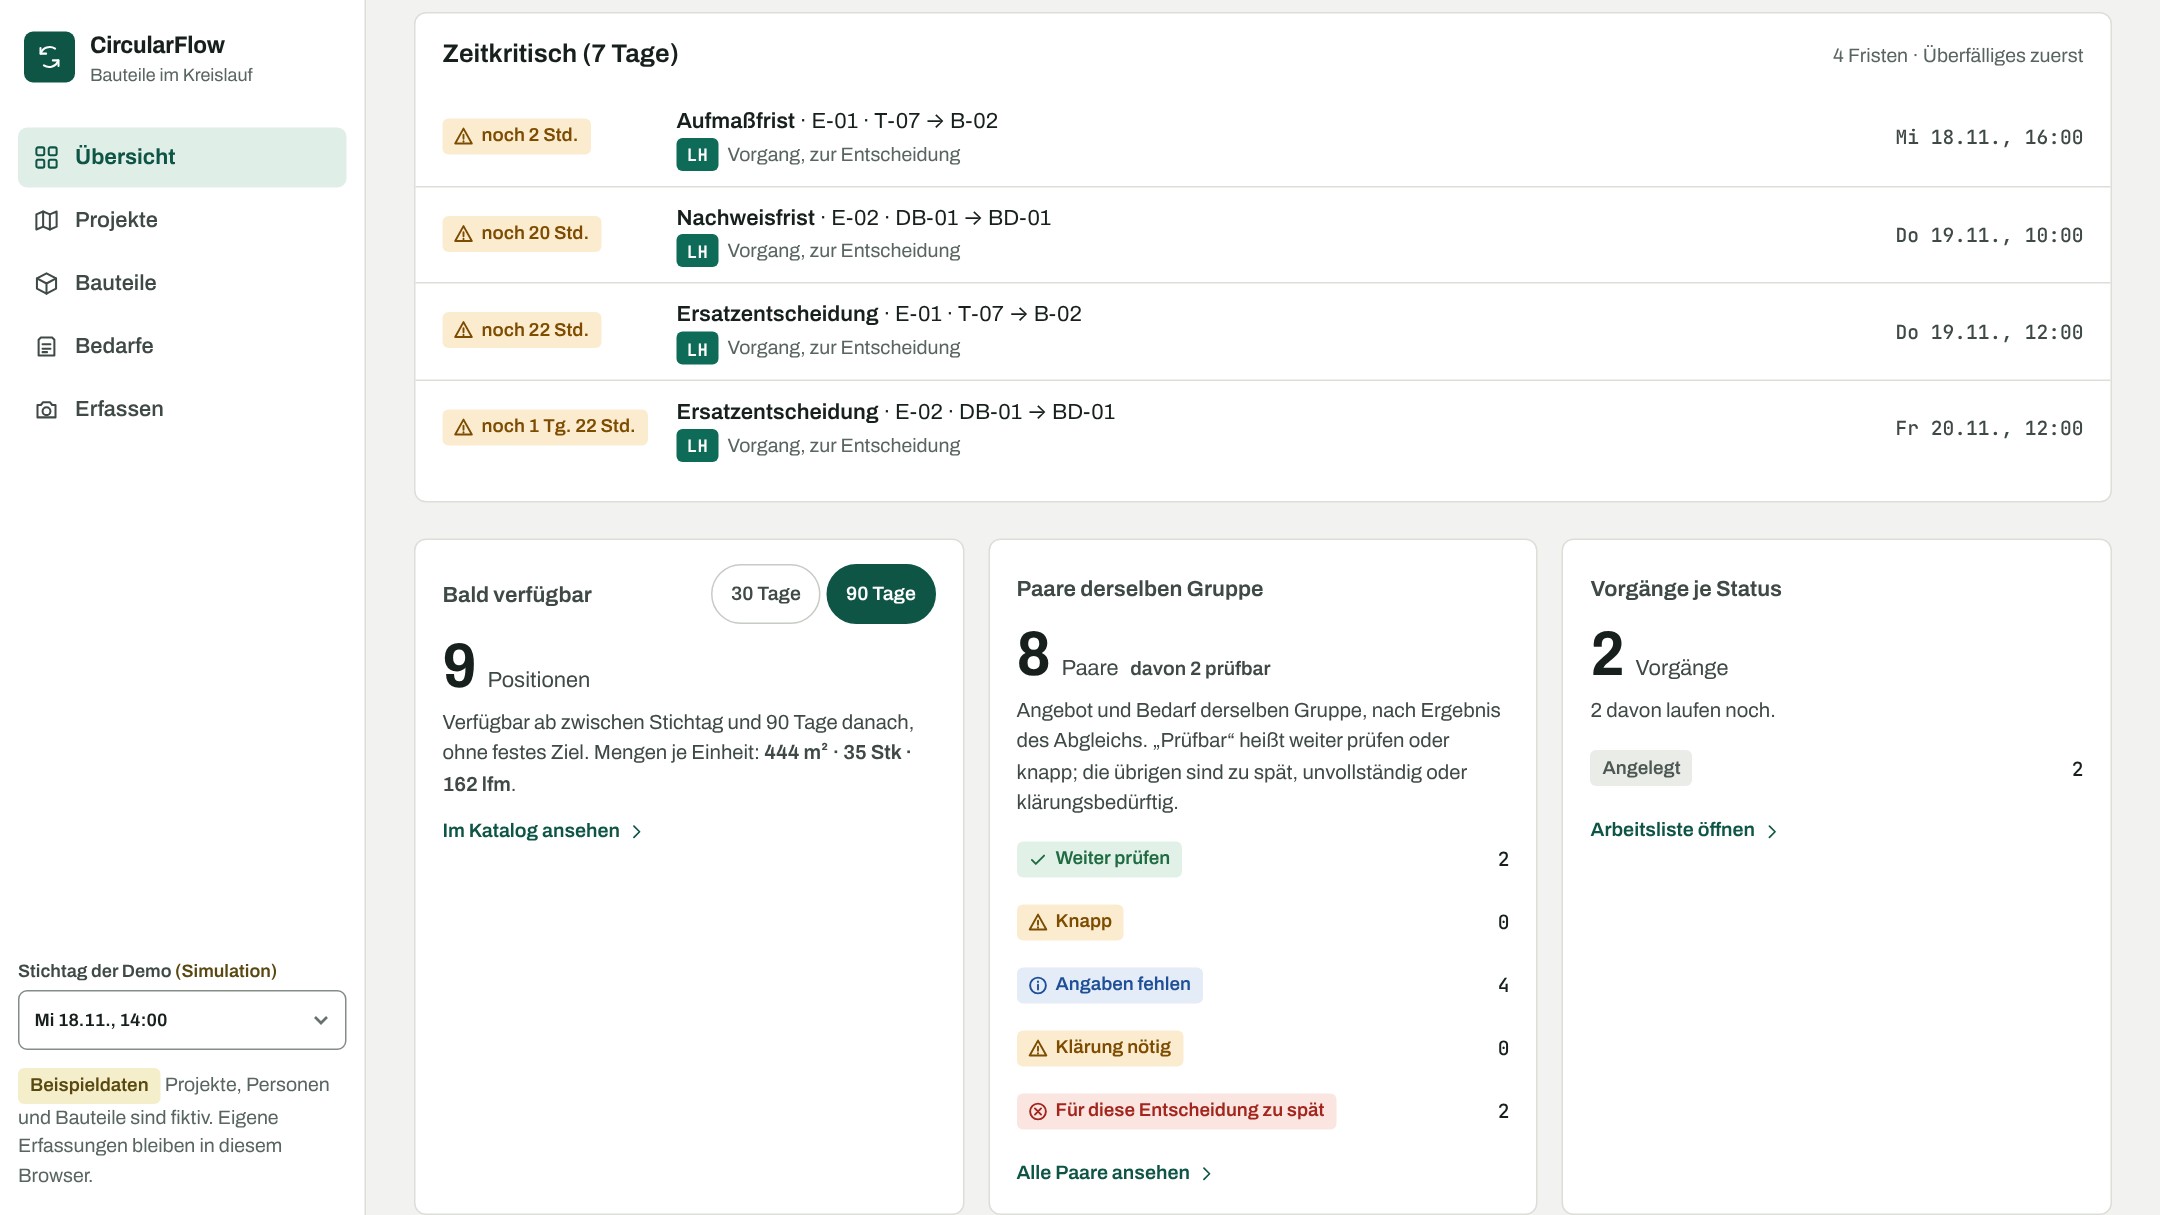 CircularFlow
Bauteile im Kreislauf
Übersicht
Projekte
Bauteile
Bedarfe
Erfassen
Stichtag der Demo (Simulation)
Mi 18.11., 14:00
Beispieldaten Projekte, Personen
und Bauteile sind fiktiv. Eigene
Erfassungen bleiben in diesem
Browser.
Zeitkritisch (7 Tage)
4 Fristen · Überfälliges zuerst
noch 2 Std.
Aufmaßfrist · E-01 · T-07 → B-02
LH Vorgang, zur Entscheidung
Mi 18.11., 16:00
noch 20 Std.
Nachweisfrist · E-02 · DB-01 → BD-01
LH Vorgang, zur Entscheidung
Do 19.11., 10:00
noch 22 Std.
Ersatzentscheidung · E-01 · T-07 → B-02
LH Vorgang, zur Entscheidung
Do 19.11., 12:00
noch 1 Tg. 22 Std.
Ersatzentscheidung · E-02 · DB-01 → BD-01
LH Vorgang, zur Entscheidung
Fr 20.11., 12:00
Bald verfügbar
30 Tage
90 Tage
9 Positionen
Verfügbar ab zwischen Stichtag und 90 Tage danach,
ohne festes Ziel. Mengen je Einheit: 444 m² · 35 Stk ·
162 lfm.
Im Katalog ansehen
Paare derselben Gruppe
8 Paare davon 2 prüfbar
Angebot und Bedarf derselben Gruppe, nach Ergebnis
des Abgleichs. „Prüfbar“ heißt weiter prüfen oder
knapp; die übrigen sind zu spät, unvollständig oder
klärungsbedürftig.
Weiter prüfen 2
Knapp 0
Angaben fehlen 4
Klärung nötig 0
Für diese Entscheidung zu spät 2
Alle Paare ansehen
Vorgänge je Status
2 Vorgänge
2 davon laufen noch.
Angelegt 2
Arbeitsliste öffnen